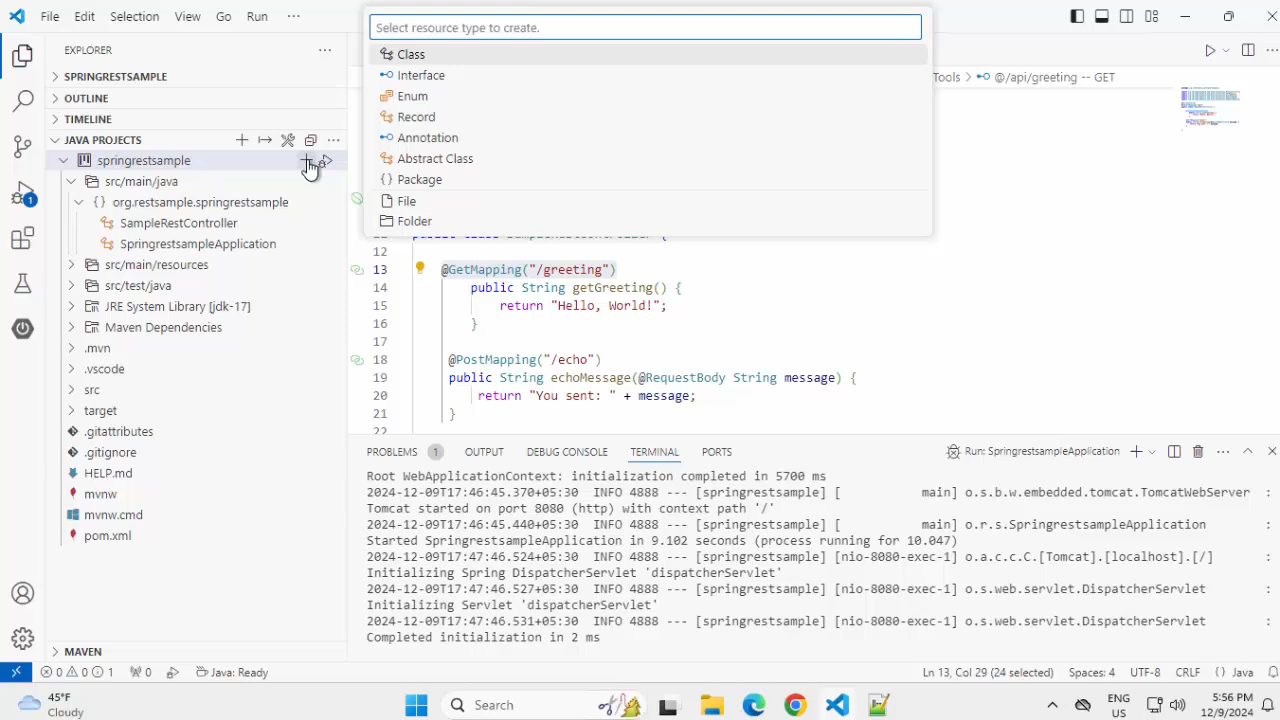 File
Edit
Selection
View
Go
Run
···
Select resource type to create.
Class
Interface
Enum
Record
Annotation
Abstract Class
Package
File
Folder
EXPLORER
SPRINGRESTSAMPLE
OUTLINE
TIMELINE
JAVA PROJECTS
springrestsample
src/main/java
org.restsample.springrestsample
SampleRestController
SpringrestsampleApplication
src/main/resources
src/test/java
JRE System Library [jdk-17]
Maven Dependencies
.mvn
.vscode
src
target
.gitattributes
.gitignore
HELP.md
mvnw
mvnw.cmd
pom.xml
MAVEN
1
Tools > @/api/greeting -- GET
12
13 @GetMapping("/greeting")
14 public String getGreeting() {
15 return "Hello, World!";
16 }
17
18 @PostMapping("/echo")
19 public String echoMessage(@RequestBody String message) {
20 return "You sent: " + message;
21 }
22
PROBLEMS 1 OUTPUT DEBUG CONSOLE TERMINAL PORTS
Run: SpringrestsampleApplication
Root WebApplicationContext: initialization completed in 5700 ms
2024-12-09T17:46:45.370+05:30 INFO 4888 --- [springrestsample] [ main] o.s.b.w.embedded.tomcat.TomcatWebServer :
Tomcat started on port 8080 (http) with context path '/'
2024-12-09T17:46:45.440+05:30 INFO 4888 --- [springrestsample] [ main] o.r.s.SpringrestsampleApplication :
Started SpringrestsampleApplication in 9.102 seconds (process running for 10.047)
2024-12-09T17:46:46.524+05:30 INFO 4888 --- [springrestsample] [nio-8080-exec-1] o.a.c.c.C.[Tomcat].[localhost].[/] :
Initializing Spring DispatcherServlet 'dispatcherServlet'
2024-12-09T17:46:46.527+05:30 INFO 4888 --- [springrestsample] [nio-8080-exec-1] o.s.web.servlet.DispatcherServlet :
Initializing Servlet 'dispatcherServlet'
2024-12-09T17:46:46.531+05:30 INFO 4888 --- [springrestsample] [nio-8080-exec-1] o.s.web.servlet.DispatcherServlet :
Completed initialization in 2 ms
0 0 1 0 Java: Ready
Ln 13, Col 29 (24 selected) Spaces: 4 UTF-8 CRLF {} Java
45°F
Cloudy
Search
ENG
US
5:56 PM
12/9/2024